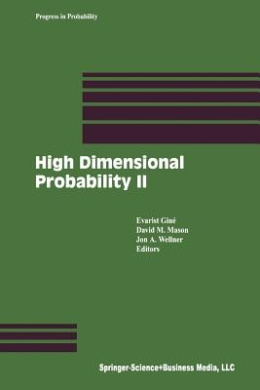 Progress in Probability
High Dimensional
Probability II
Evarist Giné
David M. Mason
Jon A. Wellner
Editors
Springer-Science+Business Media, LLC